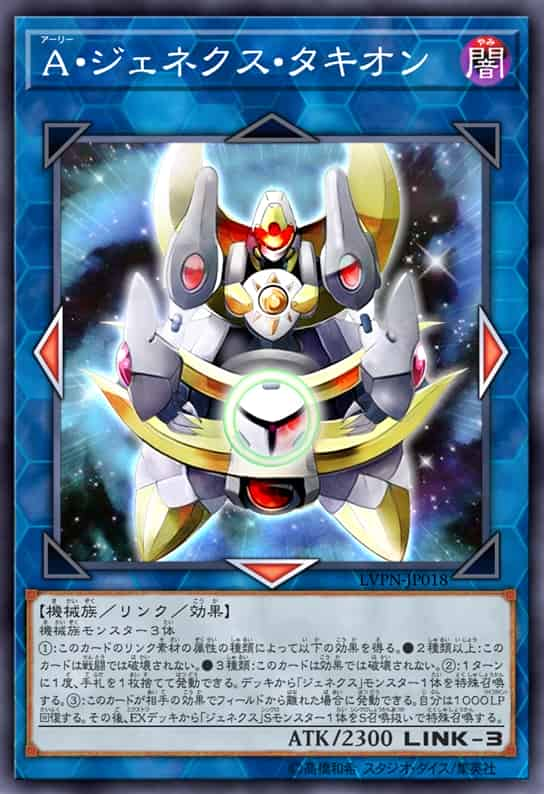 アーリー
A・ジェネクス・タキオン
やみ
闇
LVPN-JP018
【機械族／リンク／効果】
機械族モンスター3体
①:このカードのリンク素材の属性の種類によって以下の効果を得る。●2種類以上:この
カードは戦闘では破壊されない。●3種類:このカードは効果では破壊されない。②:1ターン
に1度、手札を1枚捨てて発動できる。デッキから「ジェネクス」モンスター1体を特殊召喚
する。③:このカードが相手の効果でフィールドから離れた場合に発動できる。自分は1000LP
回復する。その後、EXデッキから「ジェネクス」Sモンスター1体をS召喚扱いで特殊召喚する。
ATK/2300 LINK-3
©高橋和希 スタジオ・ダイス/集英社